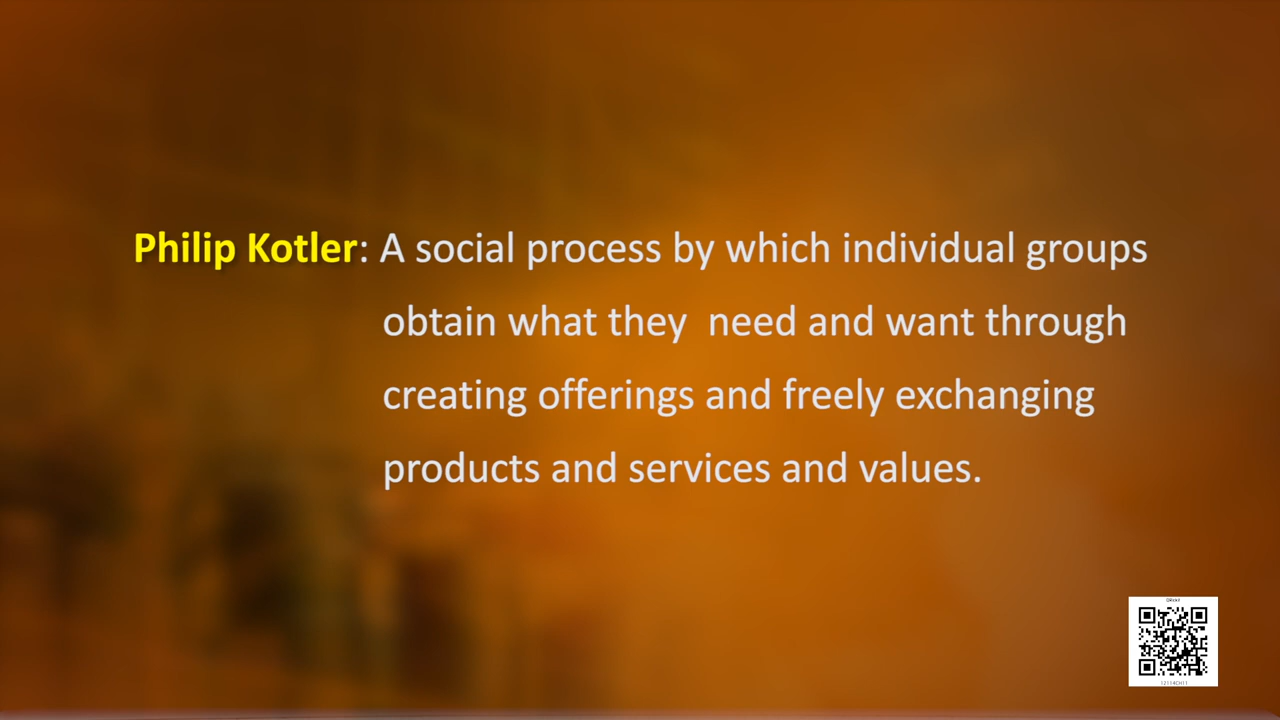 Philip Kotler: A social process by which individual groups
obtain what they need and want through
creating offerings and freely exchanging
products and services and values.